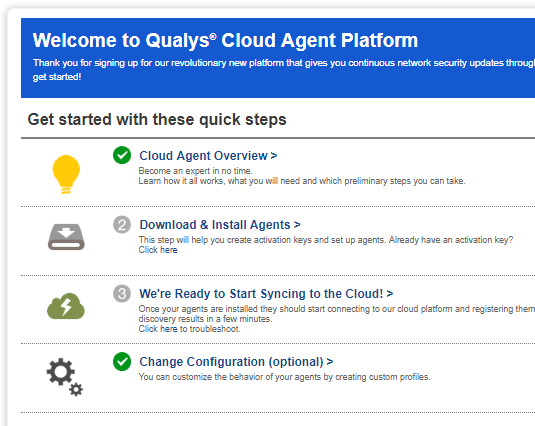 Welcome to Qualys® Cloud Agent Platform
Thank you for signing up for our revolutionary new platform that gives you continuous network security updates through
get started!
Get started with these quick steps
Cloud Agent Overview >
Become an expert in no time.
Learn how it all works, what you will need and which preliminary steps you can take.
2 Download & Install Agents >
This step will help you create activation keys and set up agents. Already have an activation key?
Click here
3 We're Ready to Start Syncing to the Cloud! >
Once your agents are installed they should start connecting to our cloud platform and registering them
discovery results in a few minutes.
Click here to troubleshoot.
Change Configuration (optional) >
You can customize the behavior of your agents by creating custom profiles.